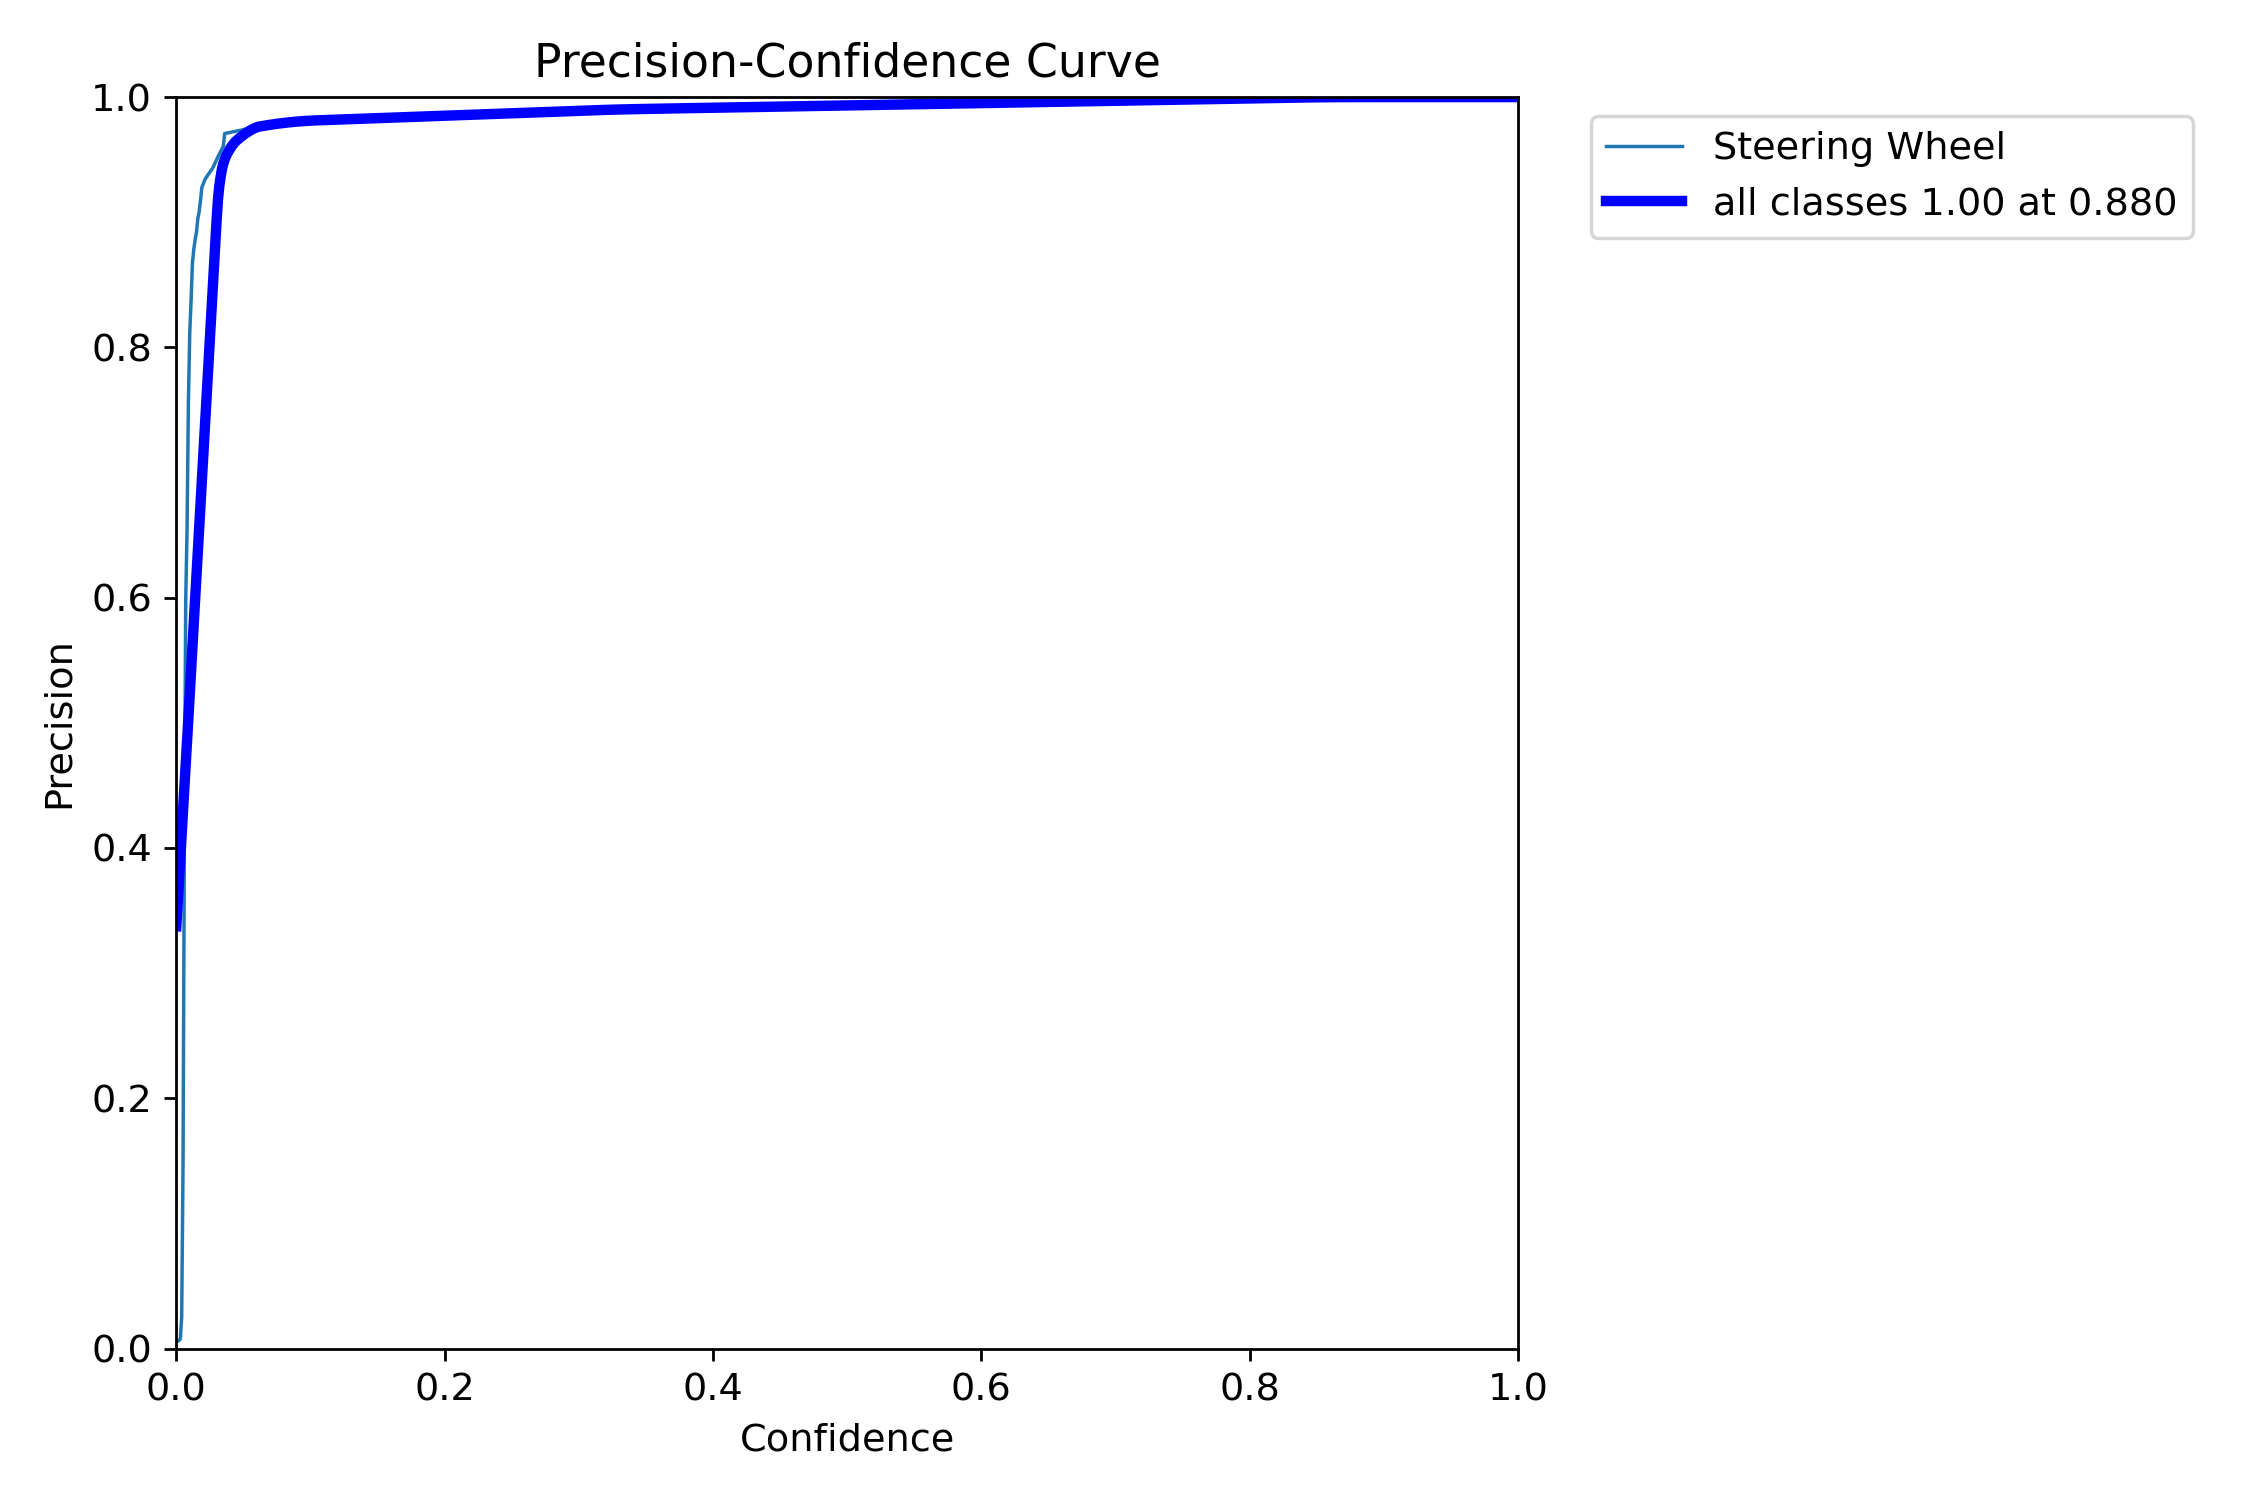 Precision-Confidence Curve
1.0
0.8
0.6
0.4
0.2
0.0
Precision
0.0 0.2 0.4 0.6 0.8 1.0
Confidence
Steering Wheel
all classes 1.00 at 0.880